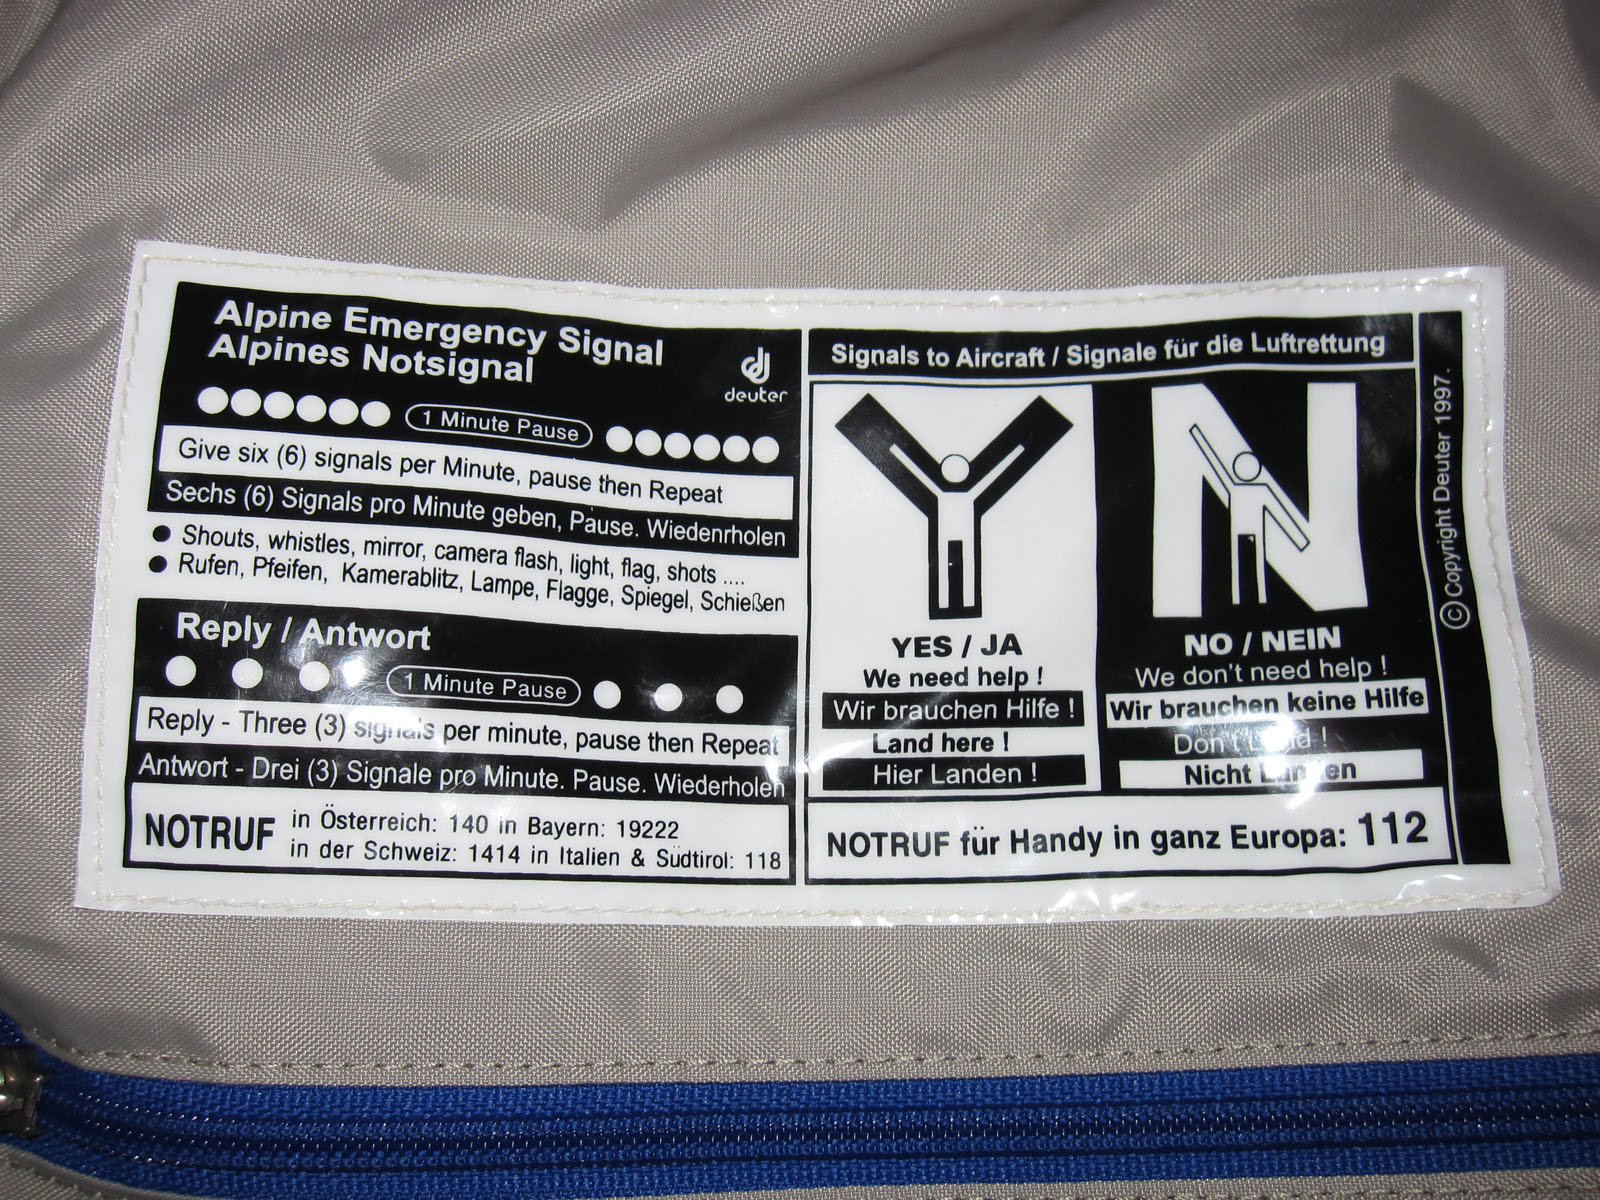 Alpine Emergency Signal
Alpines Notsignal
deuter
1 Minute Pause
Give six (6) signals per Minute, pause then Repeat
Sechs (6) Signals pro Minute geben, Pause. Wiedenrholen
Shouts, whistles, mirror, camera flash, light, flag, shots ....
Rufen, Pfeifen, Kamerablitz, Lampe, Flagge, Spiegel, Schießen
Reply / Antwort
1 Minute Pause
Reply - Three (3) signals per minute, pause then Repeat
Antwort - Drei (3) Signale pro Minute. Pause. Wiederholen
NOTRUF
in Österreich: 140 in Bayern: 19222
in der Schweiz: 1414 in Italien & Südtirol: 118
Signals to Aircraft / Signale für die Luftrettung
YES / JA
We need help !
Wir brauchen Hilfe !
Land here !
Hier Landen !
NO / NEIN
We don't need help !
Wir brauchen keine Hilfe
Don't Land !
Nicht Landen
NOTRUF für Handy in ganz Europa: 112
© Copyright Deuter 1997.